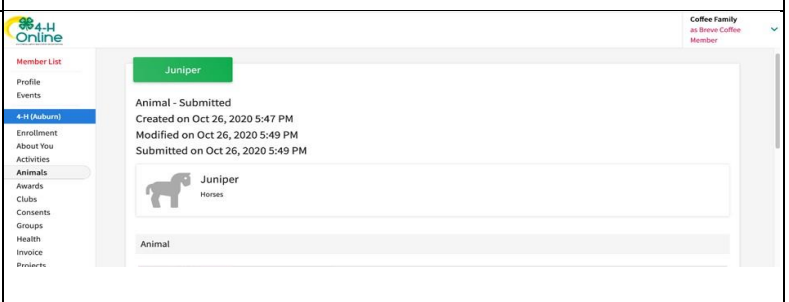 4-H
Online
Coffee Family
as Breve Coffee
Member
Member List
Profile
Events
4-H (Auburn)
Enrollment
About You
Activities
Animals
Awards
Clubs
Consents
Groups
Health
Invoice
Projects
Juniper
Animal - Submitted
Created on Oct 26, 2020 5:47 PM
Modified on Oct 26, 2020 5:49 PM
Submitted on Oct 26, 2020 5:49 PM
Juniper
Horses
Animal